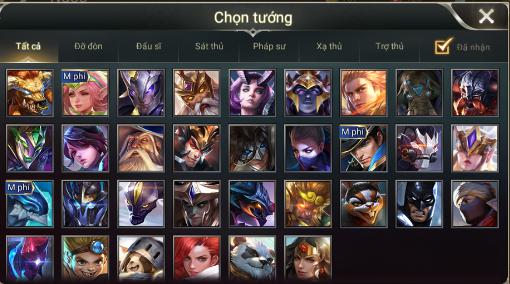 Chọn tướng
Tất cả
Đỡ đòn
Đấu sĩ
Sát thủ
Pháp sư
Xạ thủ
Trợ thủ
Đã nhận
M phí
M phí
M phí